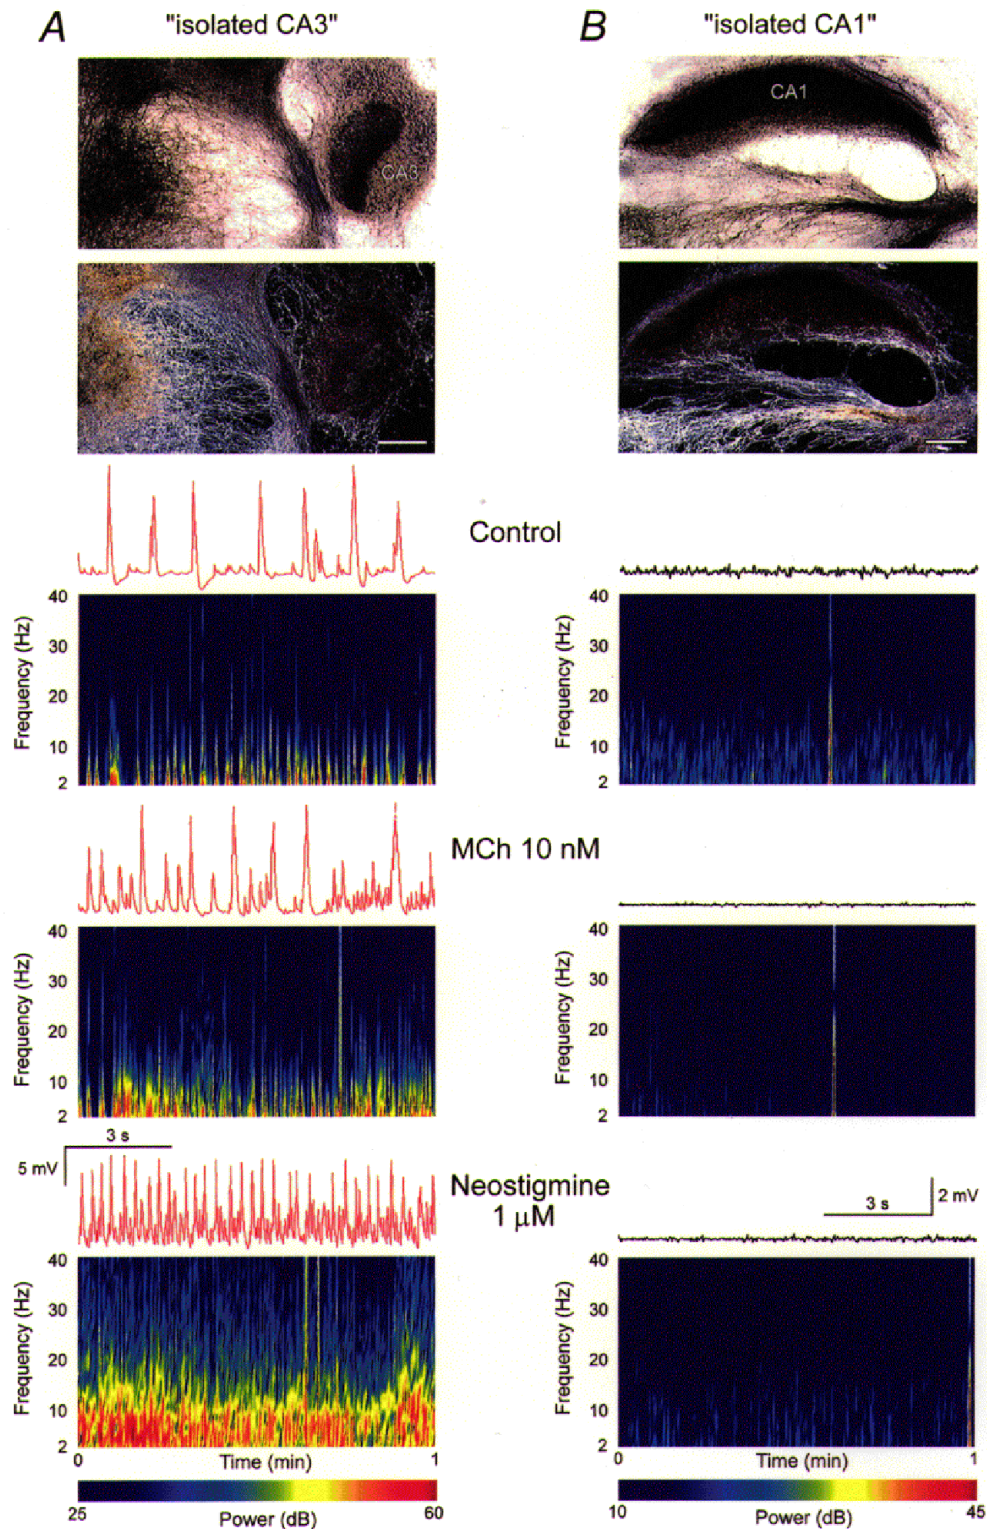 A "isolated CA3"
B "isolated CA1"
CA3
CA1
Control
Frequency (Hz)
40
30
20
10
2
Frequency (Hz)
40
30
20
10
2
MCh 10 nM
Frequency (Hz)
40
30
20
10
2
Frequency (Hz)
40
30
20
10
2
3 s
5 mV
Neostigmine
1 µM
3 s
2 mV
Frequency (Hz)
40
30
20
10
2
0 Time (min) 1
25 60
Power (dB)
Frequency (Hz)
40
30
20
10
2
0 Time (min) 1
10 45
Power (dB)